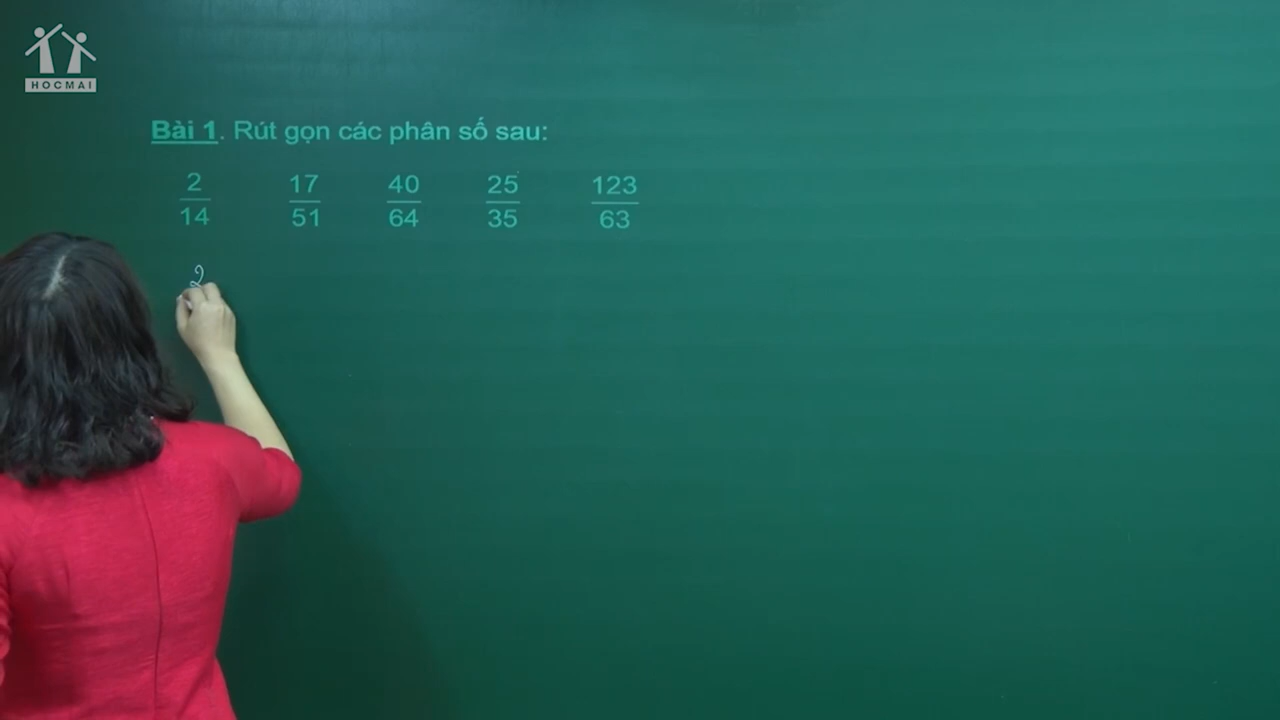 HOCMAI
Bài 1. Rút gọn các phân số sau:
2 17 40 25 123
14 51 64 35 63
2